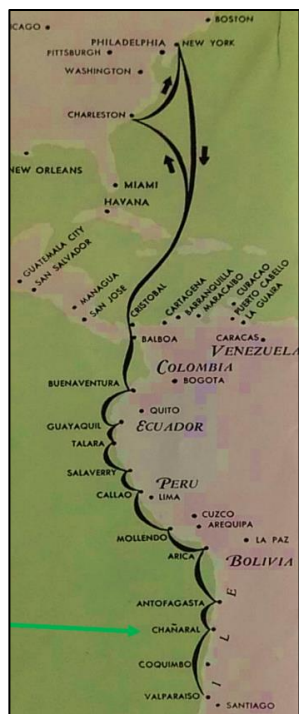 BOSTON
ICAGO
PHILADELPHIA
NEW YORK
PITTSBURGH
WASHINGTON
CHARLESTON
NEW ORLEANS
MIAMI
HAVANA
GUATEMALA CITY
SAN SALVADOR
MANAGUA
SAN JOSE
CRISTOBAL
CARTAGENA
BARRANQUILLA
MARACAIBO
CURACAO
PUERTO CABELLO
LA GUAIRA
BALBOA
CARACAS
VENEZUELA
COLOMBIA
BOGOTA
BUENAVENTURA
QUITO
GUAYAQUIL
ECUADOR
TALARA
SALAVERRY
PERU
CALLAO
LIMA
CUZCO
AREQUIPA
MOLLENDO
LA PAZ
ARICA
BOLIVIA
ANTOFAGASTA
E
CHAÑARAL
L
COQUIMBO
I
VALPARAISO
SANTIAGO